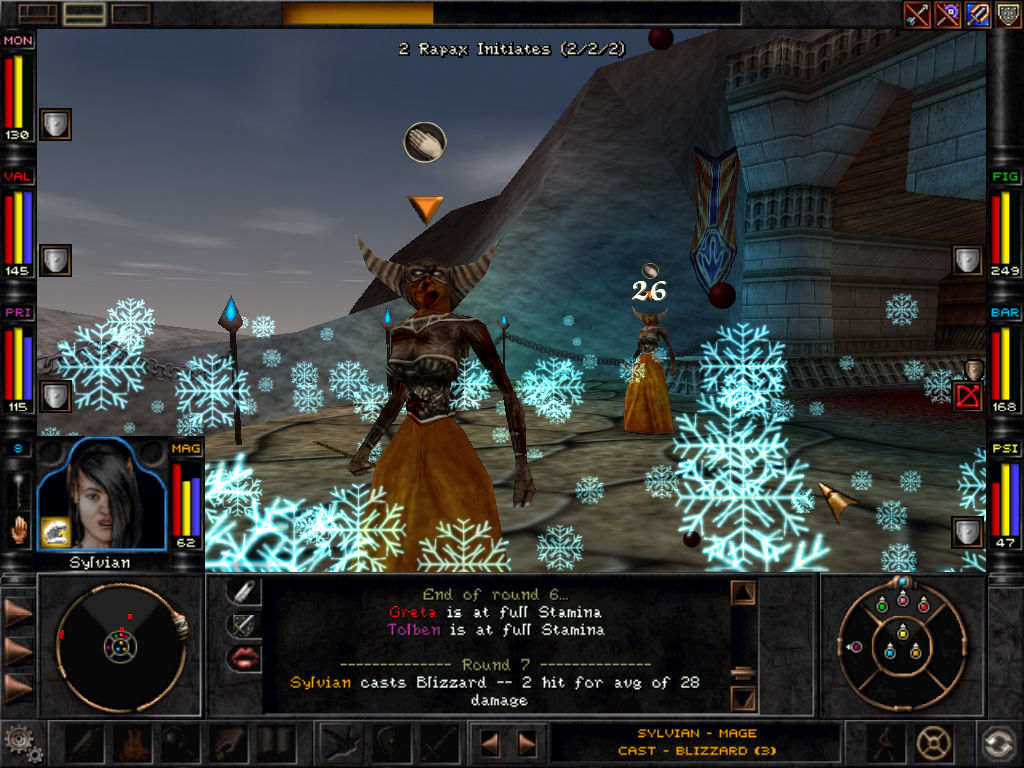 2 Rapax Initiates (2/2/2)
MON
130
VAL
145
PRI
115
8
MAG
62
Sylvian
26
FIG
249
BAR
168
PSI
47
End of round 6...
Greta is at full Stamina
Tolben is at full Stamina
-------------- Round 7 --------------
Sylvian casts Blizzard -- 2 hit for avg of 28
damage
SYLVIAN - MAGE
CAST - BLIZZARD (3)